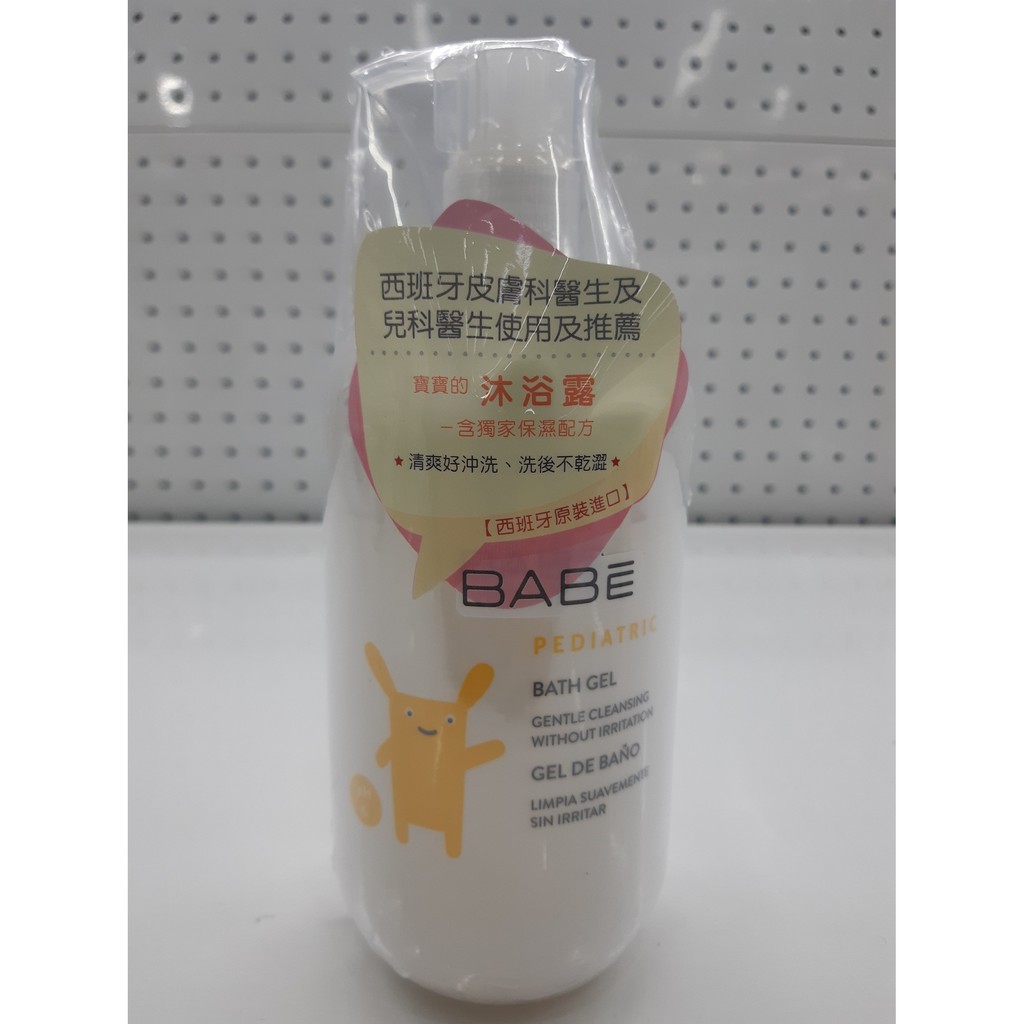 西班牙皮膚科醫生及
兒科醫生使用及推薦
寶寶的 沐浴露
－含獨家保濕配方
★清爽好沖洗、洗後不乾澀★
【西班牙原裝進口】
BABĒ
PEDIATRIC
BATH GEL
GENTLE CLEANSING
WITHOUT IRRITATION
GEL DE BAÑO
LIMPIA SUAVEMENTE
SIN IRRITAR